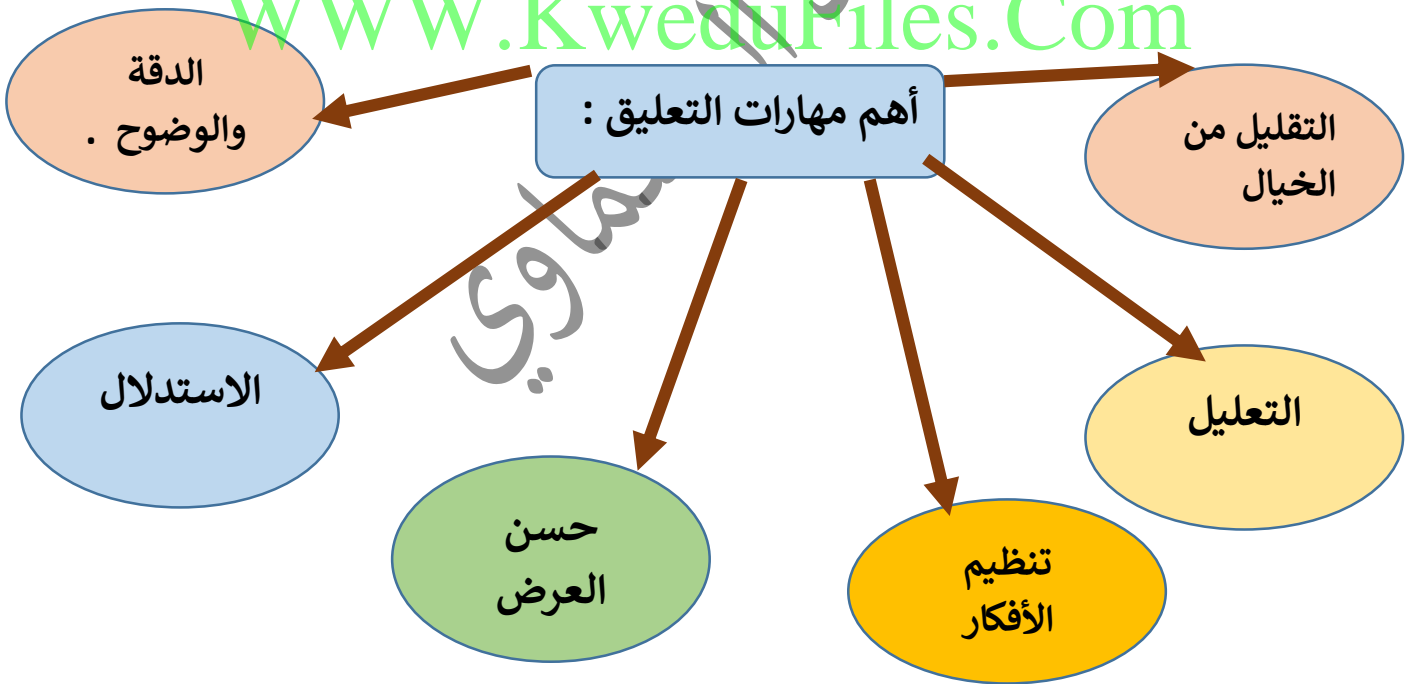 WWW.KweduFiles.Com
أهم مهارات التعليق :
التقليل من
الخيال
التعليل
تنظيم
الأفكار
حسن
العرض
الاستدلال
الدقة
والوضوح .